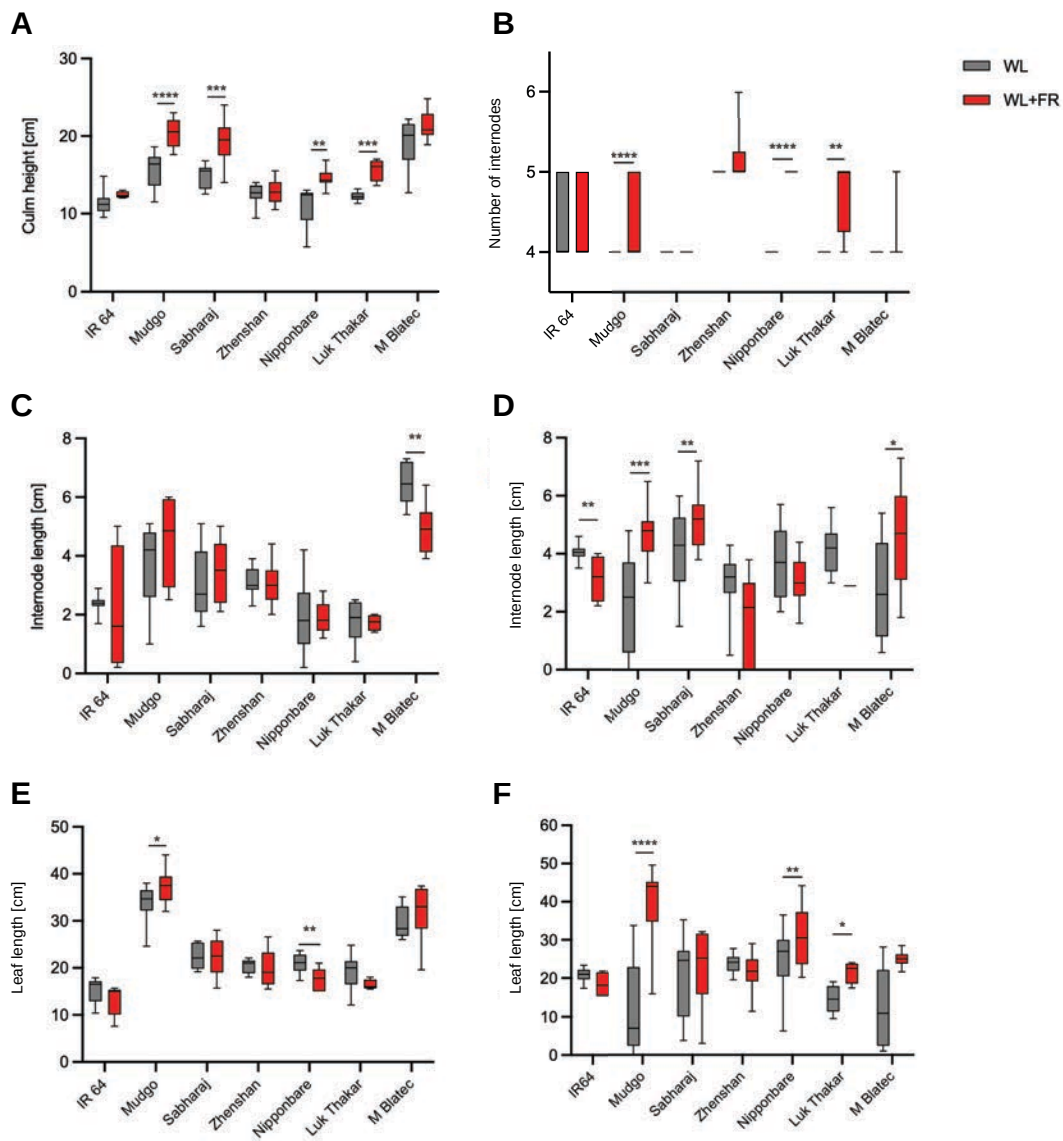 A
B
30
20
10
0
Culm height [cm]
****
***
**
***
IR 64
Mudgo
Sabharaj
Zhenshan
Nipponbare
Luk Thakar
M Blatec
6
5
4
Number of internodes
****
****
**
IR 64
Mudgo
Sabharaj
Zhenshan
Nipponbare
Luk Thakar
M Blatec
WL
WL+FR
C
D
8
6
4
2
0
Internode length [cm]
**
IR 64
Mudgo
Sabharaj
Zhenshan
Nipponbare
Luk Thakar
M Blatec
8
6
4
2
0
Internode length [cm]
**
***
**
*
IR 64
Mudgo
Sabharaj
Zhenshan
Nipponbare
Luk Thakar
M Blatec
E
F
50
40
30
20
10
0
Leaf length [cm]
*
**
IR 64
Mudgo
Sabharaj
Zhenshan
Nipponbare
Luk Thakar
M Blatec
60
50
40
30
20
10
0
Leaf length [cm]
****
**
*
IR64
Mudgo
Sabharaj
Zhenshan
Nipponbare
Luk Thakar
M Blatec